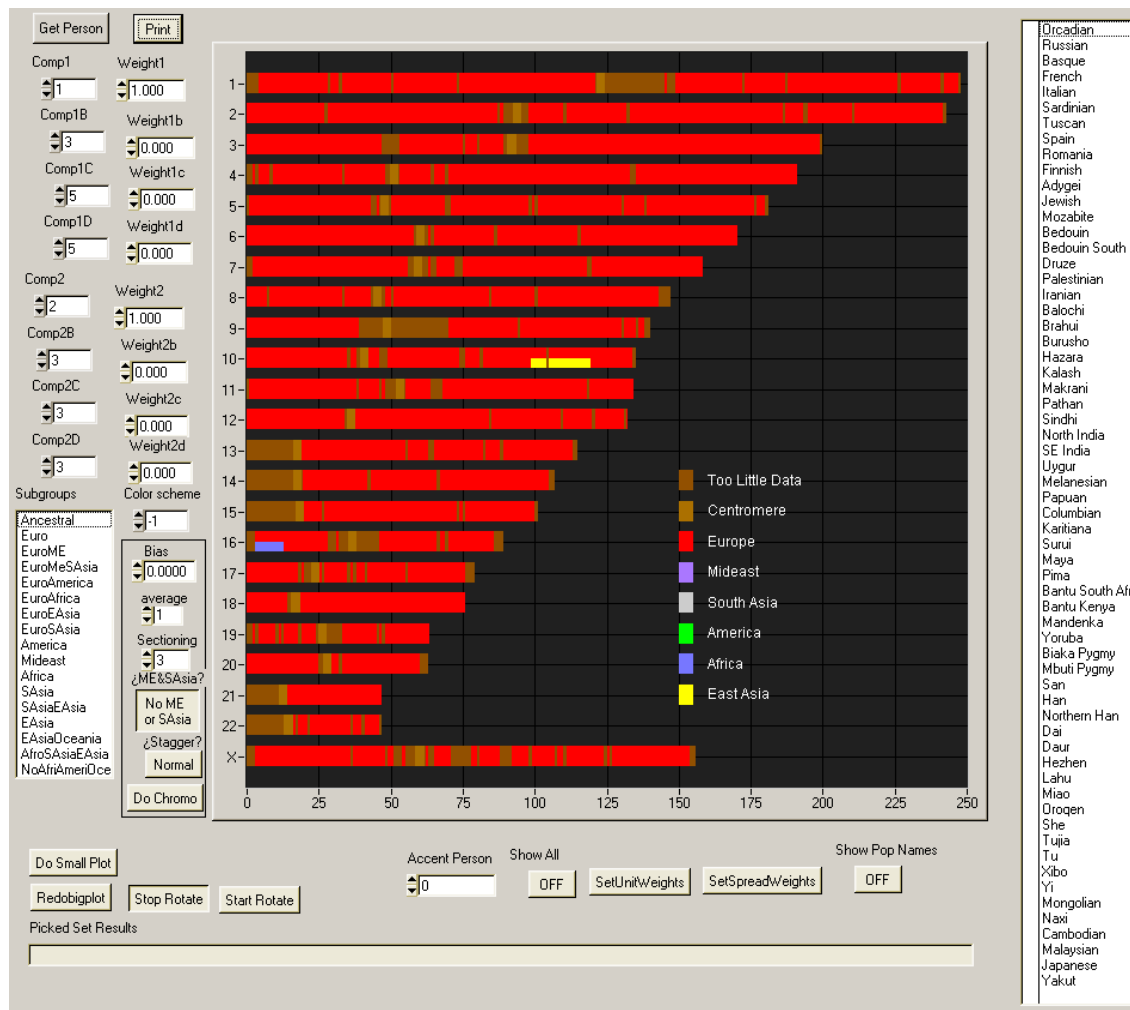 Get Person
Print
Comp1
Weight1
1
1.000
Comp1B
Weight1b
3
0.000
Comp1C
Weight1c
5
0.000
Comp1D
Weight1d
5
0.000
Comp2
Weight2
2
1.000
Comp2B
Weight2b
3
0.000
Comp2C
Weight2c
3
0.000
Comp2D
Weight2d
3
0.000
Subgroups
Color scheme
-1
Ancestral
Euro
EuroME
EuroMeSAsia
EuroAmerica
EuroAfrica
EuroEAsia
EuroSAsia
America
Mideast
Africa
SAsia
SAsiaEAsia
EAsia
EAsiaOceania
AfroSAsiaEAsia
NoAfriAmeriOce
Bias
0.0000
average
1
Sectioning
3
¿ME&SAsia?
No ME
or SAsia
¿Stagger?
Normal
Do Chromo
1
2
3
4
5
6
7
8
9
10
11
12
13
14
15
16
17
18
19
20
21
22
X
0 25 50 75 100 125 150 175 200 225 250
Too Little Data
Centromere
Europe
Mideast
South Asia
America
Africa
East Asia
Do Small Plot
Redobigplot
Stop Rotate
Start Rotate
Accent Person
0
Show All
OFF
SetUnitWeights
SetSpreadWeights
Show Pop Names
OFF
Picked Set Results
Orcadian
Russian
Basque
French
Italian
Sardinian
Tuscan
Spain
Romania
Finnish
Adygei
Jewish
Mozabite
Bedouin
Bedouin South
Druze
Palestinian
Iranian
Balochi
Brahui
Burusho
Hazara
Kalash
Makrani
Pathan
Sindhi
North India
SE India
Uygur
Melanesian
Papuan
Columbian
Karitiana
Surui
Maya
Pima
Bantu South Afr
Bantu Kenya
Mandenka
Yoruba
Biaka Pygmy
Mbuti Pygmy
San
Han
Northern Han
Dai
Daur
Hezhen
Lahu
Miao
Oroqen
She
Tujia
Tu
Xibo
Yi
Mongolian
Naxi
Cambodian
Malaysian
Japanese
Yakut